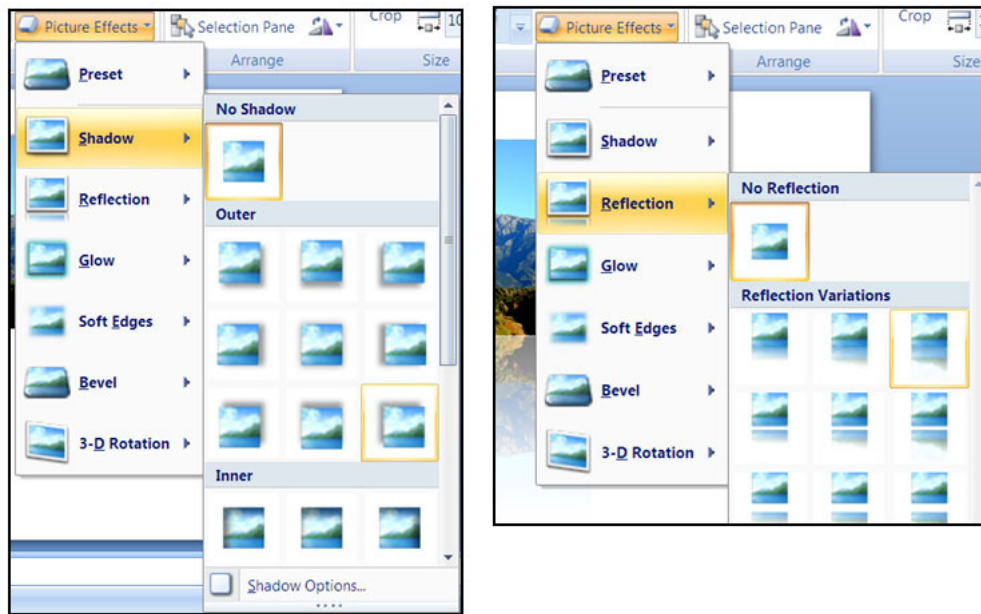 Picture Effects
Selection Pane
Crop
10
Arrange
Size
Preset
Shadow
Reflection
Glow
Soft Edges
Bevel
3-D Rotation
No Shadow
Outer
Inner
Shadow Options...
Picture Effects
Selection Pane
Crop
Arrange
Size
Preset
Shadow
Reflection
Glow
Soft Edges
Bevel
3-D Rotation
No Reflection
Reflection Variations